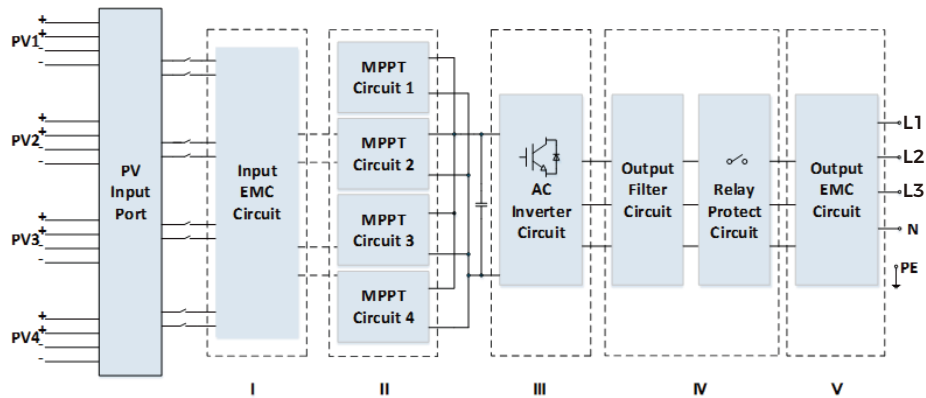 +
PV1
+
-
-
+
PV2
+
-
-
+
PV3
+
-
-
+
PV4
+
-
-
PV
Input
Port
Input
EMC
Circuit
MPPT
Circuit 1
MPPT
Circuit 2
MPPT
Circuit 3
MPPT
Circuit 4
AC
Inverter
Circuit
Output
Filter
Circuit
Relay
Protect
Circuit
Output
EMC
Circuit
L1
L2
L3
N
PE
I
II
III
IV
V